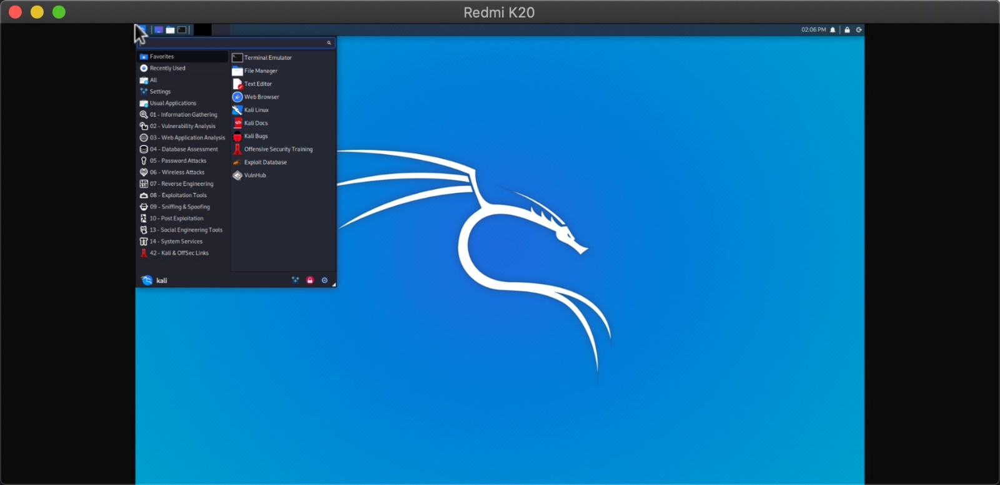 Redmi K20
02:06 PM
Favorites
Recently Used
All
Settings
Usual Applications
01 - Information Gathering
02 - Vulnerability Analysis
03 - Web Application Analysis
04 - Database Assessment
05 - Password Attacks
06 - Wireless Attacks
07 - Reverse Engineering
08 - Exploitation Tools
09 - Sniffing & Spoofing
10 - Post Exploitation
13 - Social Engineering Tools
14 - System Services
42 - Kali & OffSec Links
Terminal Emulator
File Manager
Text Editor
Web Browser
Kali Linux
Kali Docs
Kali Bugs
Offensive Security Training
Exploit Database
VulnHub
kali